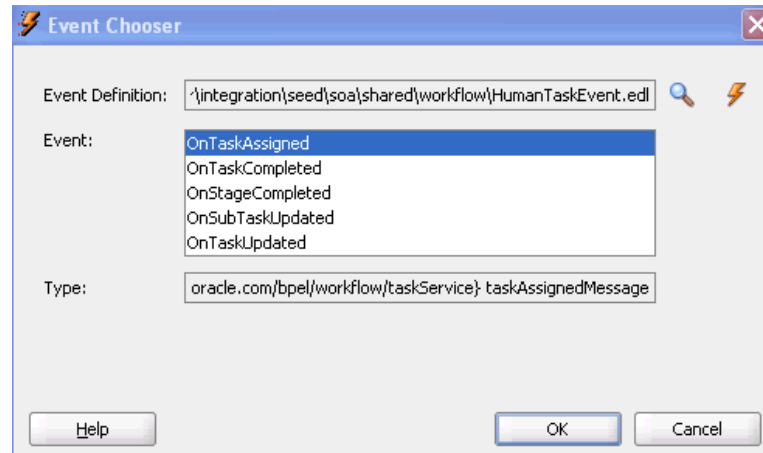 Event Chooser
Event Definition: \integration\seed\soa\shared\workflow\HumanTaskEvent.edl
Event:
OnTaskAssigned
OnTaskCompleted
OnStageCompleted
OnSubTaskUpdated
OnTaskUpdated
Type: oracle.com/bpel/workflow/taskService} taskAssignedMessage
Help OK Cancel